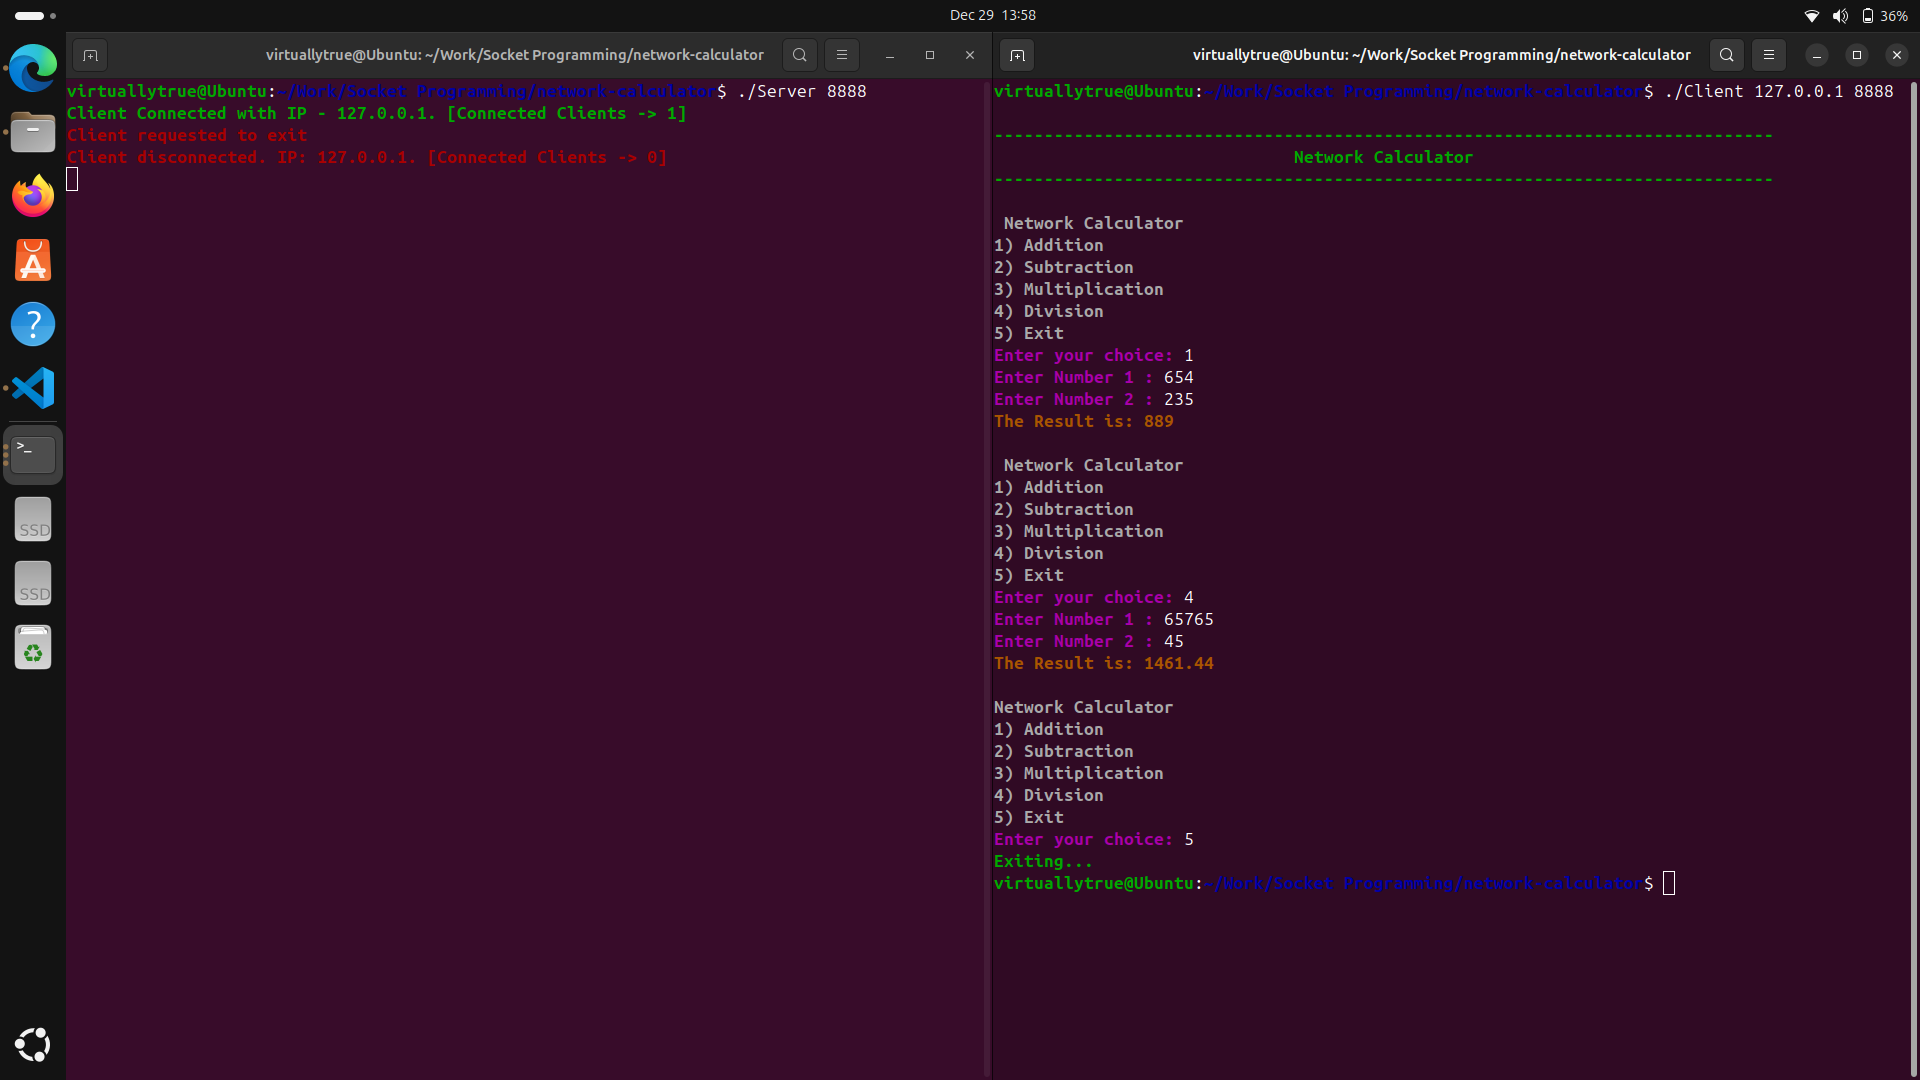 Dec 29 13:58
36%
virtuallytrue@Ubuntu: ~/Work/Socket Programming/network-calculator
virtuallytrue@Ubuntu:~/Work/Socket Programming/network-calculator$ ./Server 8888
Client Connected with IP - 127.0.0.1. [Connected Clients -> 1]
Client requested to exit
Client disconnected. IP: 127.0.0.1. [Connected Clients -> 0]
virtuallytrue@Ubuntu: ~/Work/Socket Programming/network-calculator
virtuallytrue@Ubuntu:~/Work/Socket Programming/network-calculator$ ./Client 127.0.0.1 8888
------------------------------------------------------------------------------
Network Calculator
------------------------------------------------------------------------------
Network Calculator
1) Addition
2) Subtraction
3) Multiplication
4) Division
5) Exit
Enter your choice: 1
Enter Number 1 : 654
Enter Number 2 : 235
The Result is: 889
Network Calculator
1) Addition
2) Subtraction
3) Multiplication
4) Division
5) Exit
Enter your choice: 4
Enter Number 1 : 65765
Enter Number 2 : 45
The Result is: 1461.44
Network Calculator
1) Addition
2) Subtraction
3) Multiplication
4) Division
5) Exit
Enter your choice: 5
Exiting...
virtuallytrue@Ubuntu:~/Work/Socket Programming/network-calculator$
?
>_
SSD
SSD